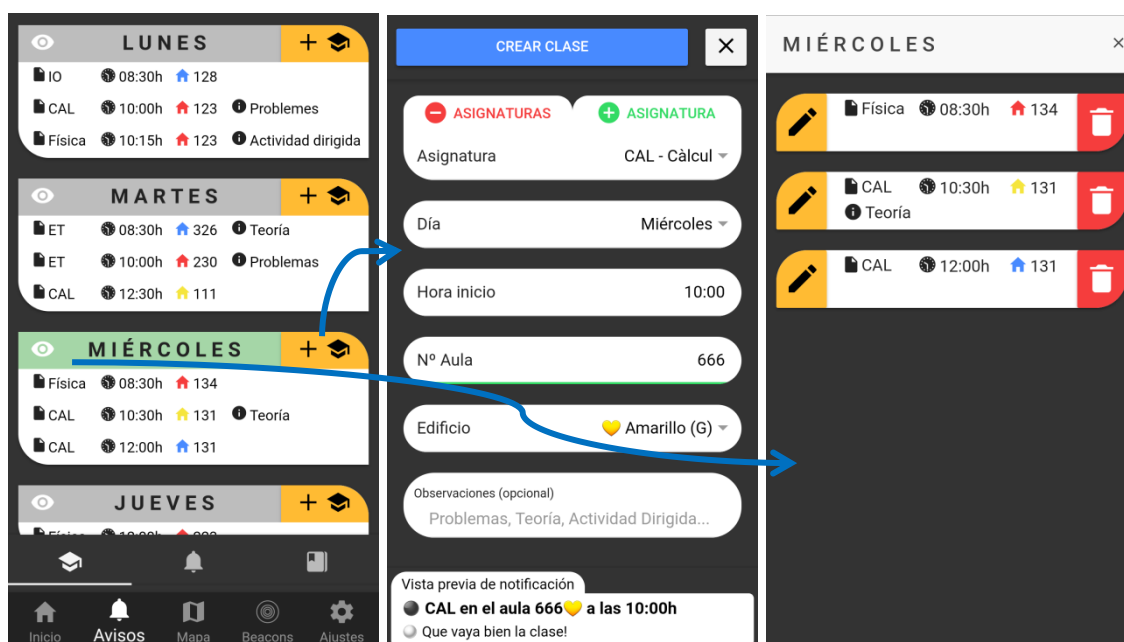 LUNES
IO 08:30h 128
CAL 10:00h 123 Problemes
Física 10:15h 123 Actividad dirigida
MARTES
ET 08:30h 326 Teoría
ET 10:00h 230 Problemas
CAL 12:30h 111
MIÉRCOLES
Física 08:30h 134
CAL 10:30h 131 Teoría
CAL 12:00h 131
JUEVES
Inicio Avisos Mapa Beacons Ajustes
CREAR CLASE
ASIGNATURAS ASIGNATURA
Asignatura CAL - Càlcul
Día Miércoles
Hora inicio 10:00
Nº Aula 666
Edificio 💛 Amarillo (G)
Observaciones (opcional)
Problemas, Teoría, Actividad Dirigida...
Vista previa de notificación
CAL en el aula 666💛 a las 10:00h
Que vaya bien la clase!
MIÉRCOLES
Física 08:30h 134
CAL 10:30h 131
Teoría
CAL 12:00h 131